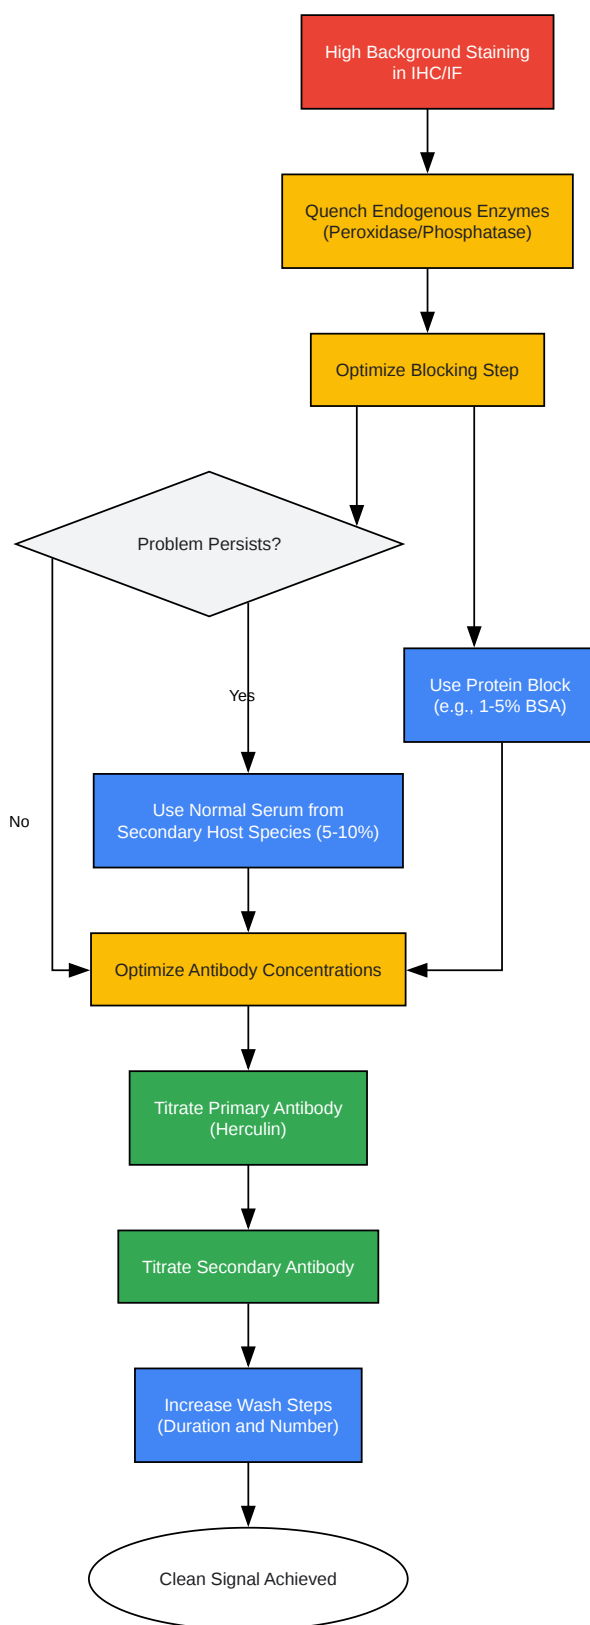 High Background Staining
in IHC/IF
Quench Endogenous Enzymes
(Peroxidase/Phosphatase)
Optimize Blocking Step
Problem Persists?
Use Protein Block
(e.g., 1-5% BSA)
Yes
Use Normal Serum from
Secondary Host Species (5-10%)
No
Optimize Antibody Concentrations
Titrate Primary Antibody
(Herculin)
Titrate Secondary Antibody
Increase Wash Steps
(Duration and Number)
Clean Signal Achieved